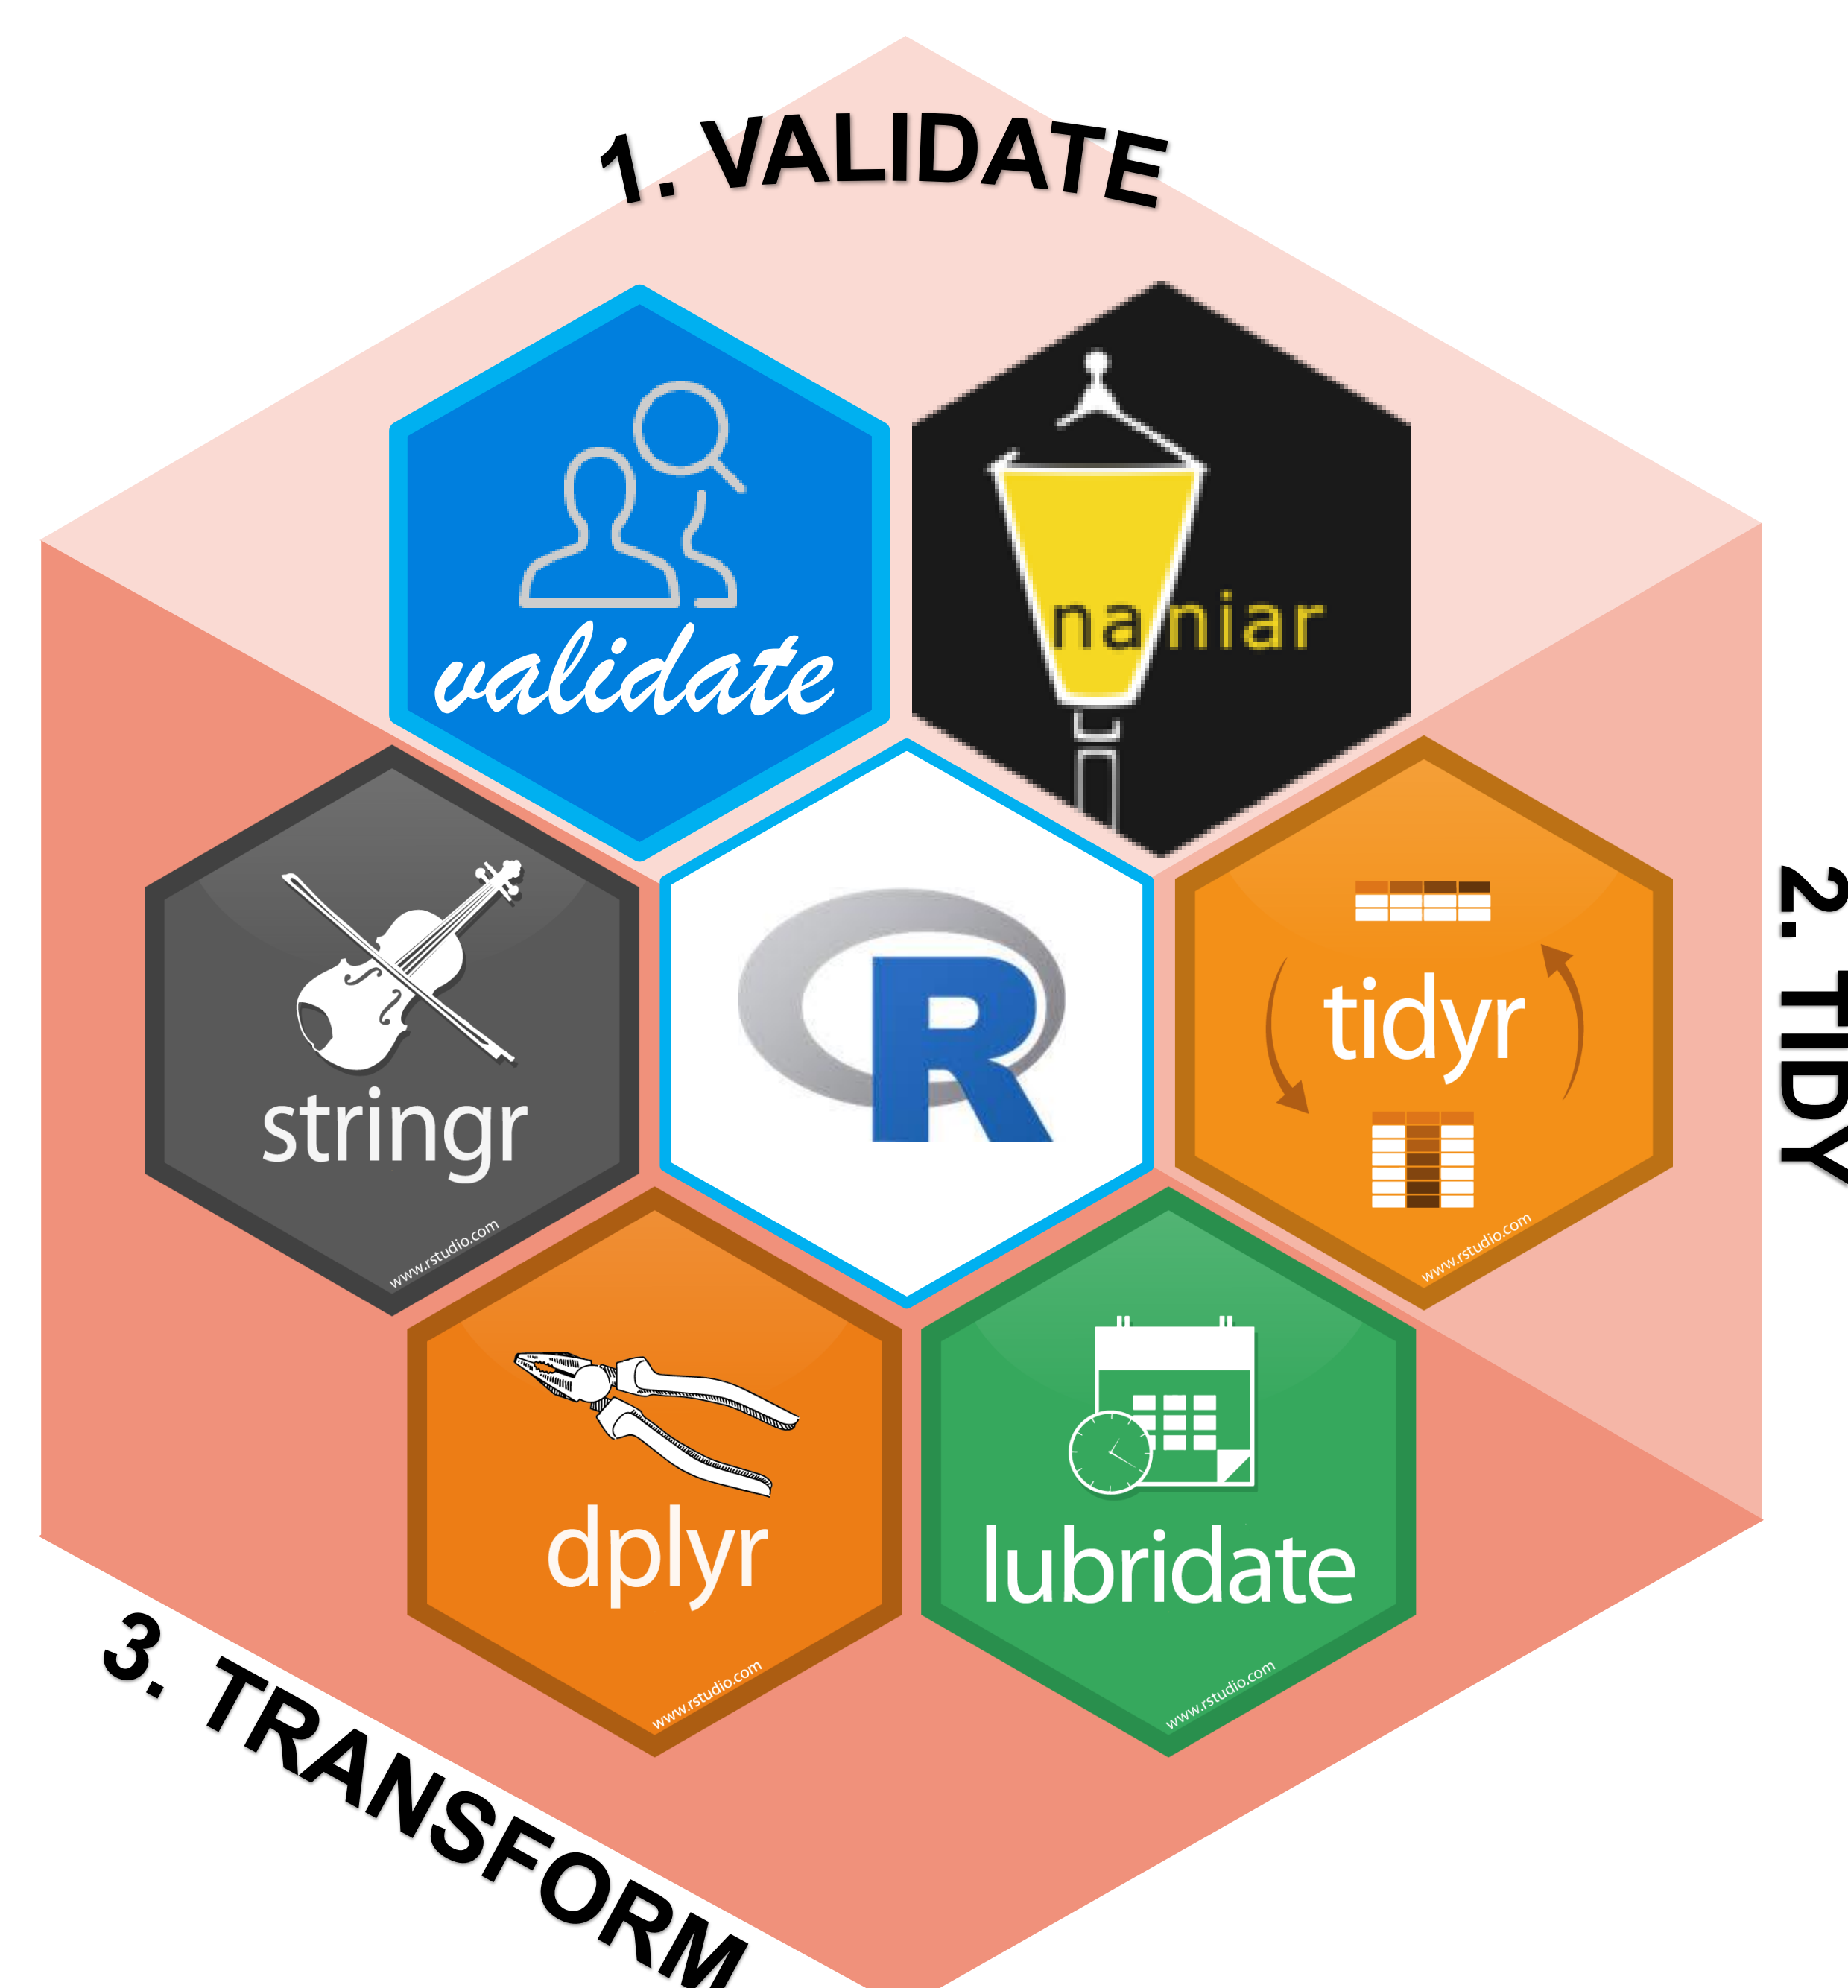 1. VALIDATE
validate
naniar
2. TIDY
stringr
www.rstudio.com
R
tidyr
www.rstudio.com
dplyr
www.rstudio.com
lubridate
www.rstudio.com
3. TRANSFORM